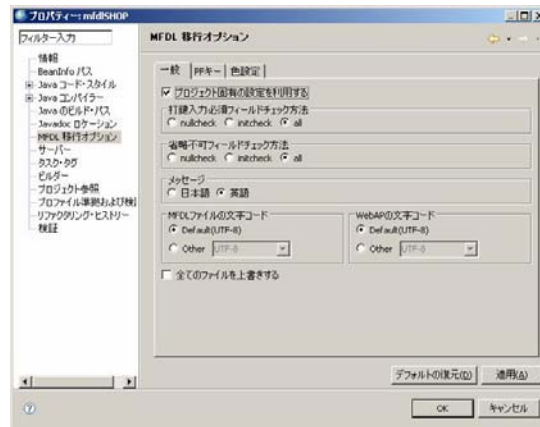 プロパティー: mfdlSHOP
フィルター入力
情報
BeanInfo パス
Java コード・スタイル
Java コンパイラー
Java のビルド・パス
Javadoc ロケーション
MFDL 移行オプション
サーバー
タスク・タグ
ビルダー
プロジェクト参照
プロファイル準拠および検
リファクタリング・ヒストリー
検証
MFDL 移行オプション
一般 PFキー 色設定
プロジェクト固有の設定を利用する
打鍵入力必須フィールドチェック方法
nullcheck initcheck all
省略不可フィールドチェック方法
nullcheck initcheck all
メッセージ
日本語 英語
MFDLファイルの文字コード
Default(UTF-8)
Other UTF-8
WebAPの文字コード
Default(UTF-8)
Other UTF-8
全てのファイルを上書きする
デフォルトの復元(D) 適用(A)
OK キャンセル